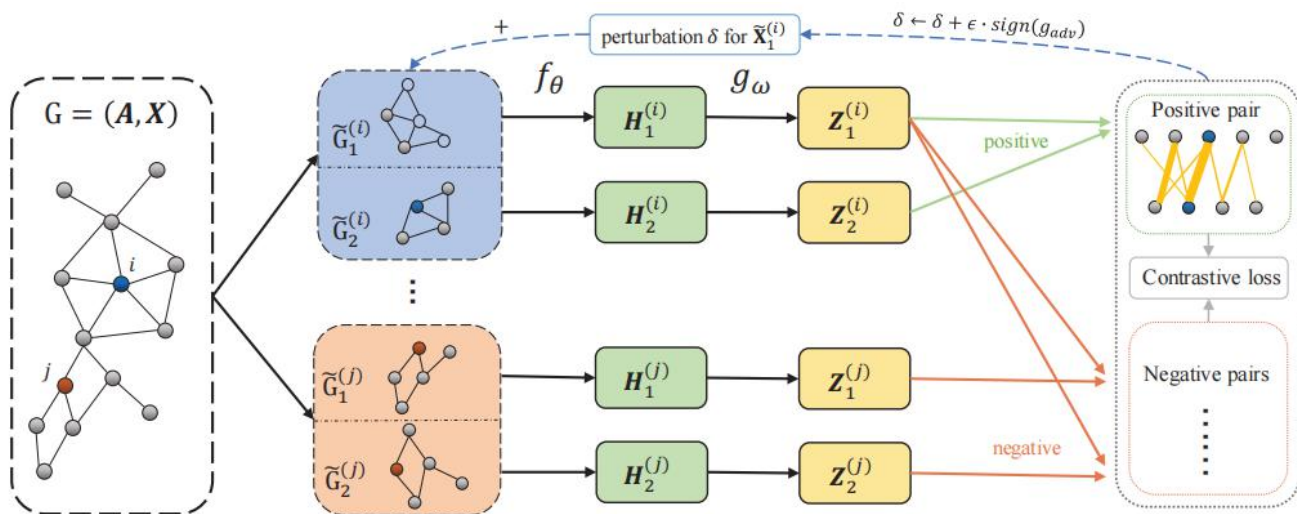 δ ← δ + ϵ · sign(g_adv)
+
perturbation δ for X̃₁⁽ⁱ⁾
G = (A, X)
f_θ
g_ω
Positive pair
G̃₁⁽ⁱ⁾
H₁⁽ⁱ⁾
Z₁⁽ⁱ⁾
positive
G̃₂⁽ⁱ⁾
H₂⁽ⁱ⁾
Z₂⁽ⁱ⁾
i
Contrastive loss
⋮
j
G̃₁⁽ʲ⁾
H₁⁽ʲ⁾
Z₁⁽ʲ⁾
Negative pairs
negative
G̃₂⁽ʲ⁾
H₂⁽ʲ⁾
Z₂⁽ʲ⁾